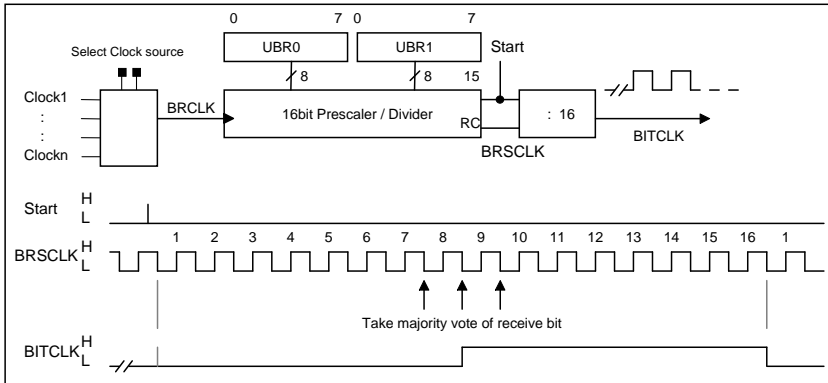 0 7 0 7
UBR0 UBR1
Select Clock source
Start
8 8 15
Clock1
:
:
Clockn
BRCLK
16bit Prescaler / Divider
RC
: 16
BRSCLK
BITCLK
Start H
L
1 2 3 4 5 6 7 8 9 10 11 12 13 14 15 16 1
BRSCLK H
L
Take majority vote of receive bit
BITCLK H
L